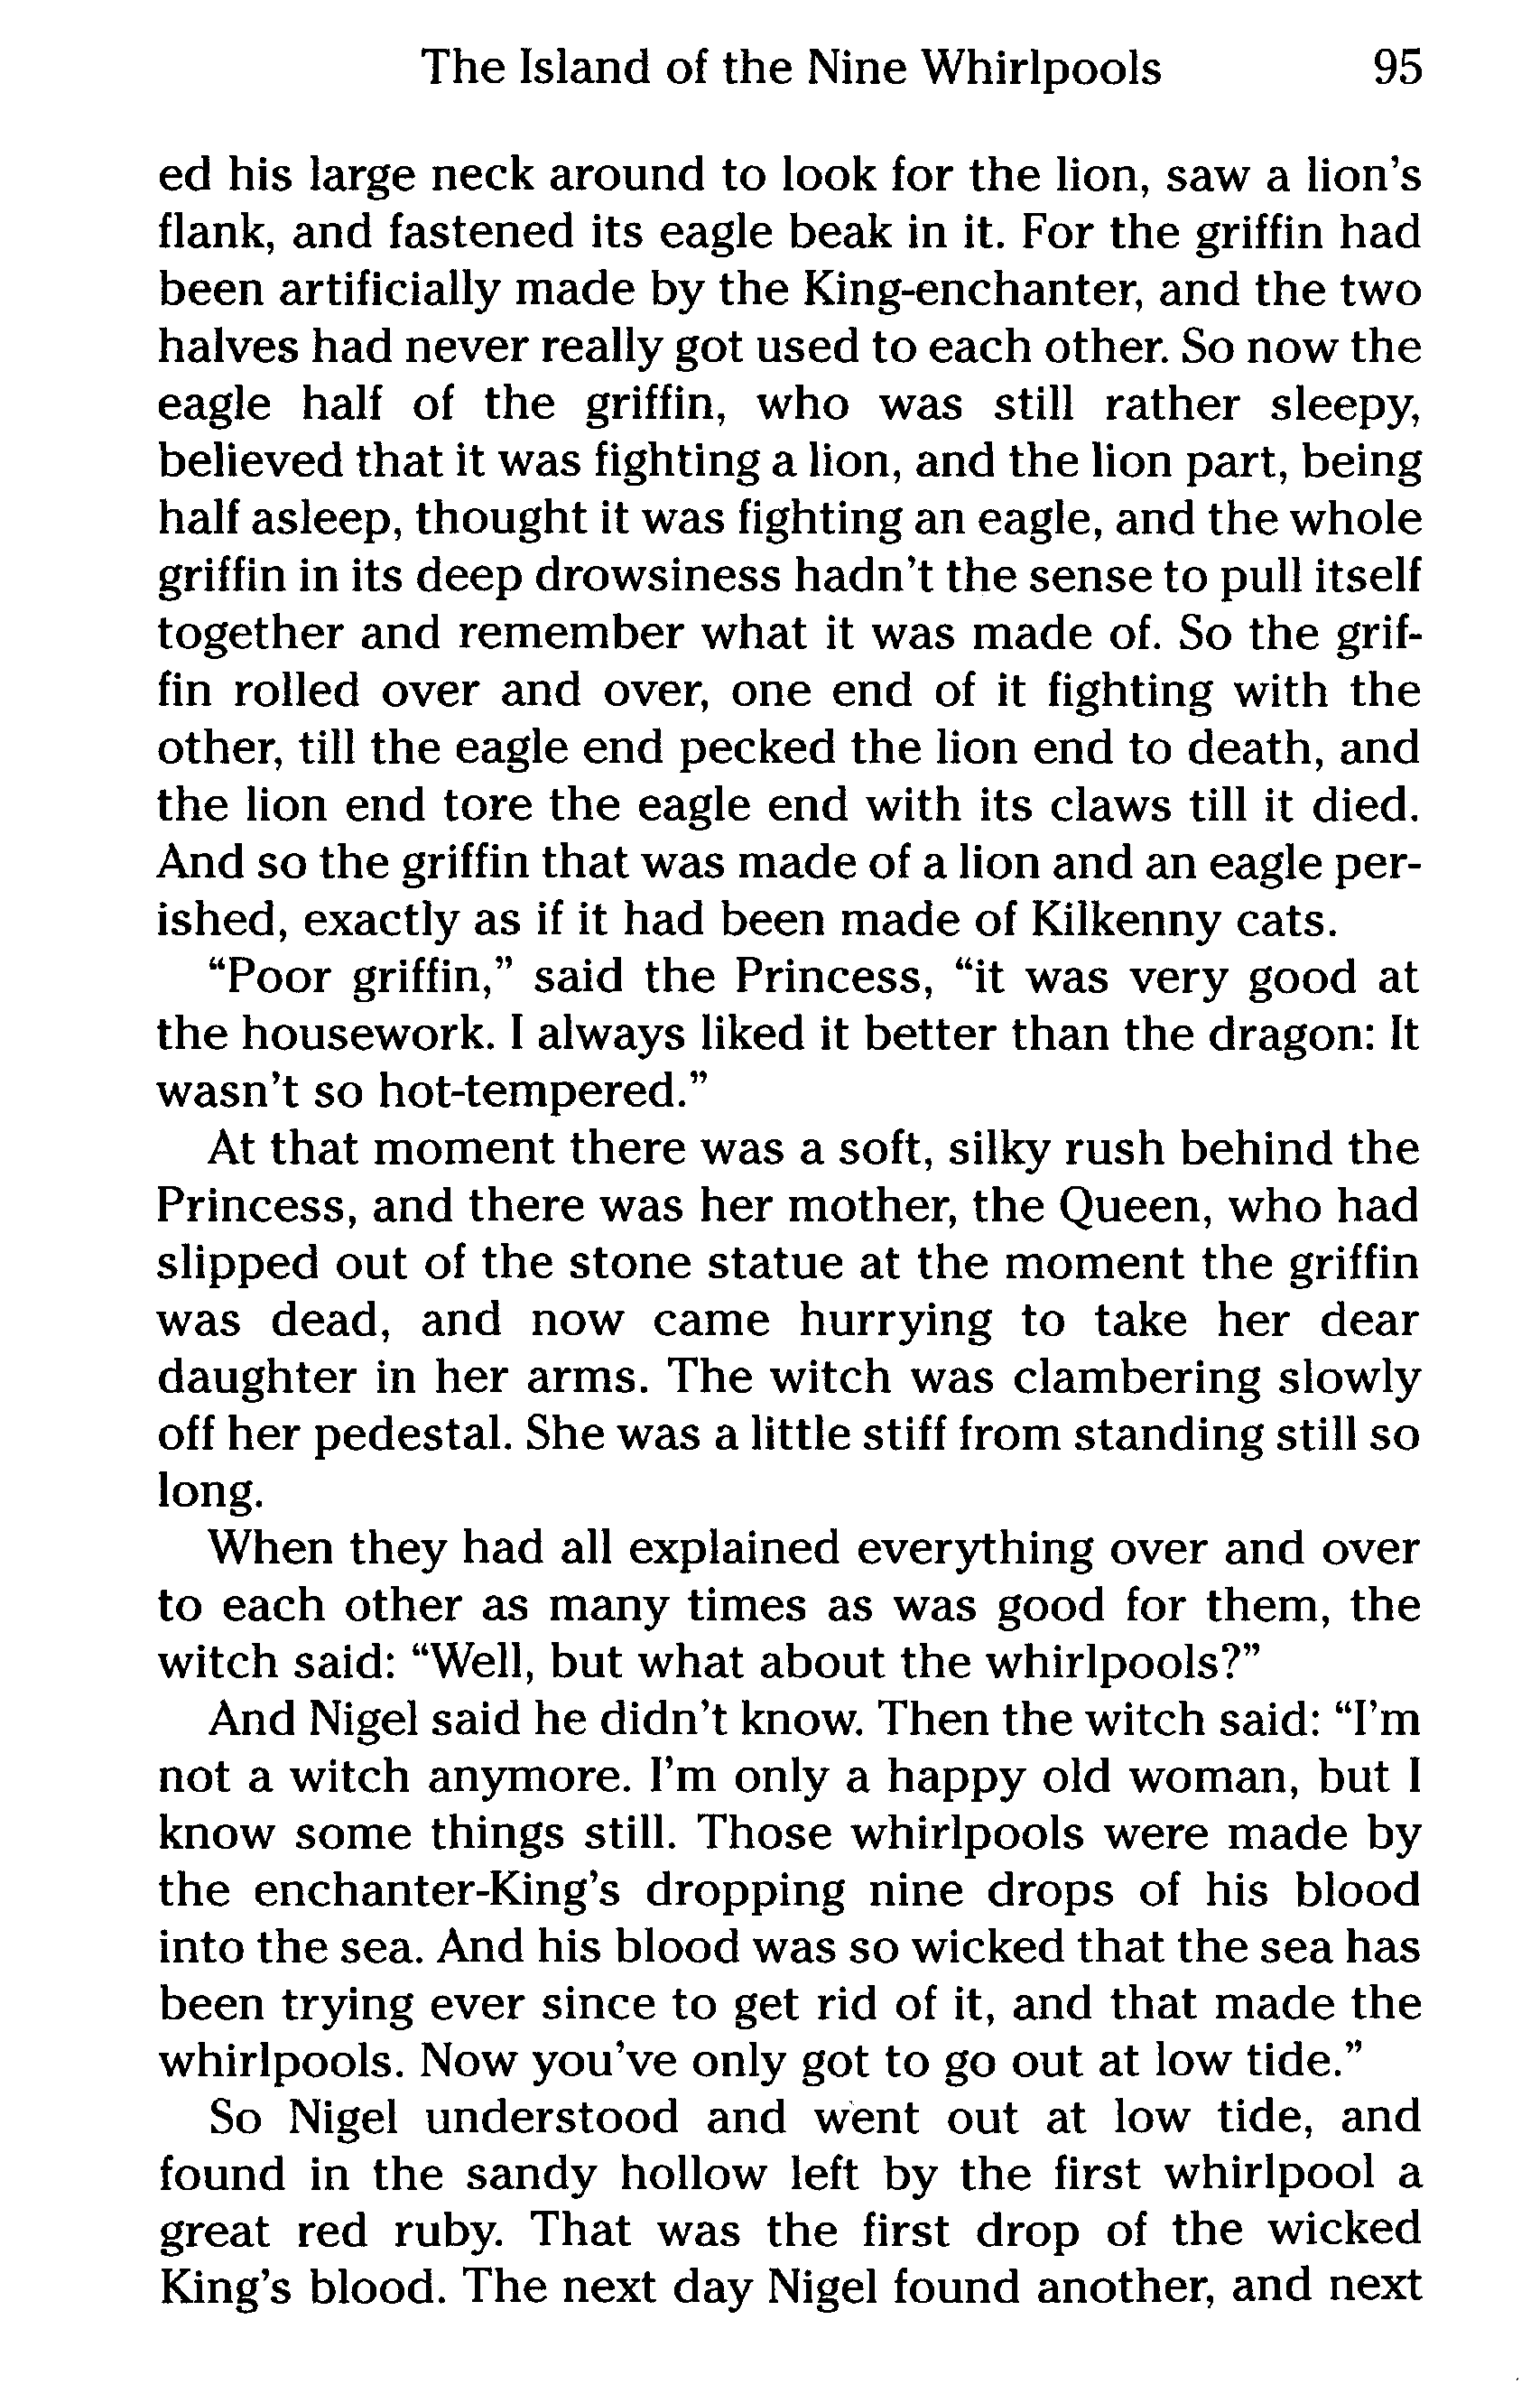 The Island of the Nine Whirlpools 95
ed his large neck around to look for the lion, saw a lion's
flank, and fastened its eagle beak in it. For the griffin had
been artificially made by the King-enchanter, and the two
halves had never really got used to each other. So now the
eagle half of the griffin, who was still rather sleepy,
believed that it was fighting a lion, and the lion part, being
half asleep, thought it was fighting an eagle, and the whole
griffin in its deep drowsiness hadn't the sense to pull itself
together and remember what it was made of. So the grif-
fin rolled over and over, one end of it fighting with the
other, till the eagle end pecked the lion end to death, and
the lion end tore the eagle end with its claws till it died.
And so the griffin that was made of a lion and an eagle per-
ished, exactly as if it had been made of Kilkenny cats.
“Poor griffin,” said the Princess, “it was very good at
the housework. I always liked it better than the dragon: It
wasn't so hot-tempered.”
At that moment there was a soft, silky rush behind the
Princess, and there was her mother, the Queen, who had
slipped out of the stone statue at the moment the griffin
was dead, and now came hurrying to take her dear
daughter in her arms. The witch was clambering slowly
off her pedestal. She was a little stiff from standing still so
long.
When they had all explained everything over and over
to each other as many times as was good for them, the
witch said: “Well, but what about the whirlpools?”
And Nigel said he didn't know. Then the witch said: “I'm
not a witch anymore. I'm only a happy old woman, but I
know some things still. Those whirlpools were made by
the enchanter-King's dropping nine drops of his blood
into the sea. And his blood was so wicked that the sea has
been trying ever since to get rid of it, and that made the
whirlpools. Now you've only got to go out at low tide.”
So Nigel understood and went out at low tide, and
found in the sandy hollow left by the first whirlpool a
great red ruby. That was the first drop of the wicked
King's blood. The next day Nigel found another, and next